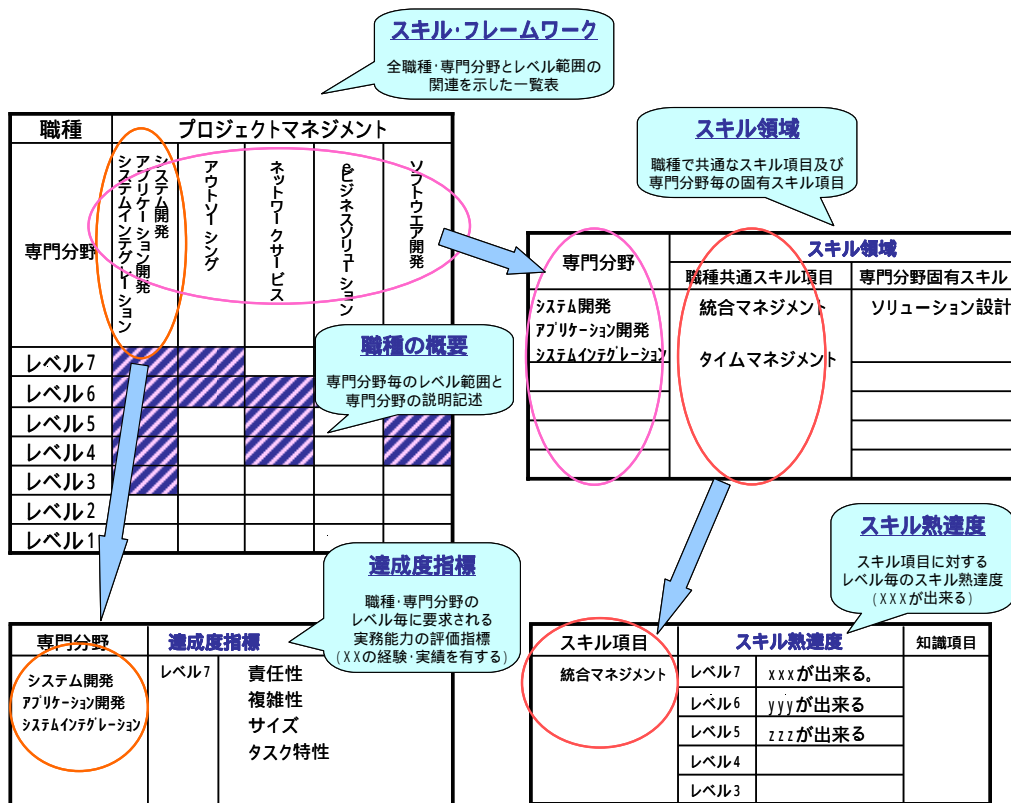 スキル・フレームワーク
全職種・専門分野とレベル範囲の
関連を示した一覧表
職種
プロジェクトマネジメント
専門分野
システム開発
アプリケーション開発
システムインテグレーション
アウトソーシング
ネットワークサービス
eビジネスソリューション
ソフトウエア開発
レベル7
レベル6
レベル5
レベル4
レベル3
レベル2
レベル1
職種の概要
専門分野毎のレベル範囲と
専門分野の説明記述
スキル領域
職種で共通なスキル項目及び
専門分野毎の固有スキル項目
専門分野
スキル領域
職種共通スキル項目
専門分野固有スキル
システム開発
アプリケーション開発
システムインテグレーション
統合マネジメント
ソリューション設計
タイムマネジメント
達成度指標
職種・専門分野の
レベル毎に要求される
実務能力の評価指標
(XXの経験・実績を有する)
専門分野
達成度指標
システム開発
アプリケーション開発
システムインテグレーション
レベル7
責任性
複雑性
サイズ
タスク特性
スキル熟達度
スキル項目に対する
レベル毎のスキル熟達度
(XXXが出来る)
スキル項目
スキル熟達度
知識項目
統合マネジメント
レベル7
xxxが出来る。
レベル6
yyyが出来る
レベル5
zzzが出来る
レベル4
レベル3